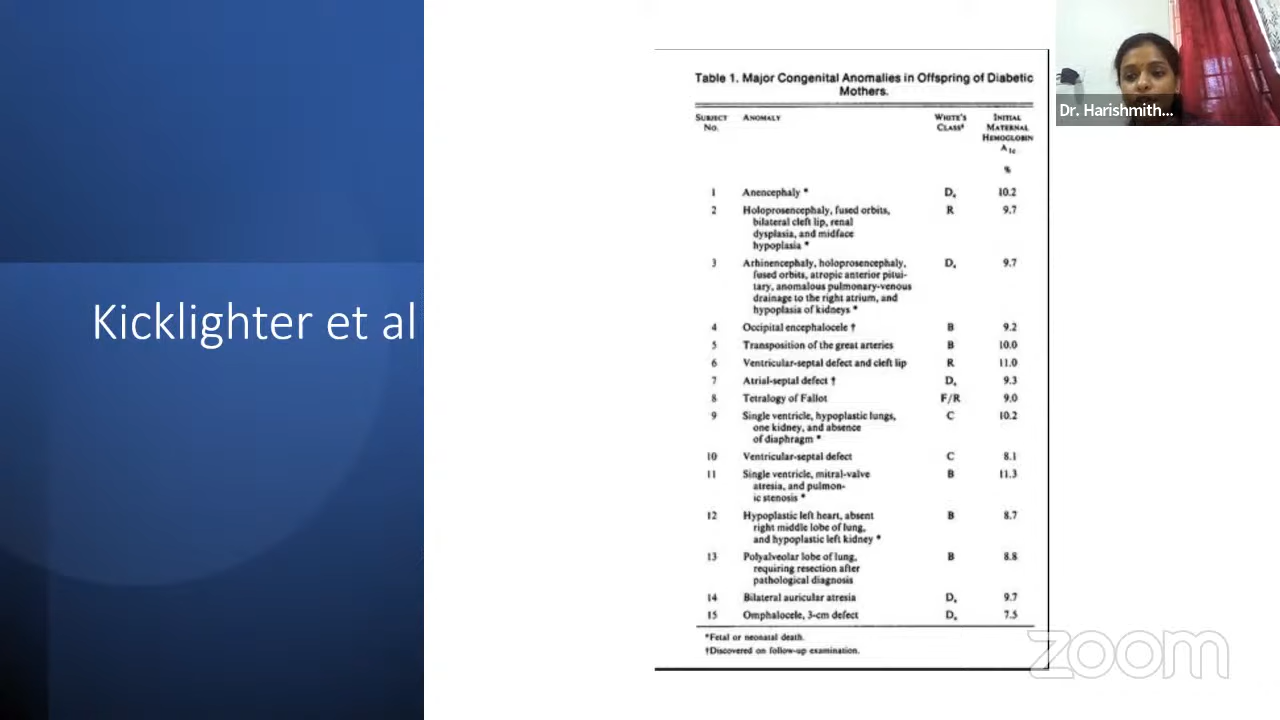 Kicklighter et al
Table 1. Major Congenital Anomalies in Offspring of Diabetic
Mothers.
SUBJECT No. ANOMALY WHITE'S CLASS‡ INITIAL MATERNAL HEMOGLOBIN A1c
%
1 Anencephaly * D, 10.2
2 Holoprosencephaly, fused orbits, R 9.7
bilateral cleft lip, renal
dysplasia, and midface
hypoplasia *
3 Arhinencephaly, holoprosencephaly, D, 9.7
fused orbits, atropic anterior pitui-
tary, anomalous pulmonary-venous
drainage to the right atrium, and
hypoplasia of kidneys *
4 Occipital encephalocele † B 9.2
5 Transposition of the great arteries B 10.0
6 Ventricular-septal defect and cleft lip R 11.0
7 Atrial-septal defect † D, 9.3
8 Tetralogy of Fallot F/R 9.0
9 Single ventricle, hypoplastic lungs, C 10.2
one kidney, and absence
of diaphragm *
10 Ventricular-septal defect C 8.1
11 Single ventricle, mitral-valve B 11.3
atresia, and pulmon-
ic stenosis *
12 Hypoplastic left heart, absent B 8.7
right middle lobe of lung,
and hypoplastic left kidney *
13 Polyalveolar lobe of lung, B 8.8
requiring resection after
pathological diagnosis
14 Bilateral auricular atresia D, 9.7
15 Omphalocele, 3-cm defect D, 7.5
*Fetal or neonatal death.
†Discovered on follow-up examination.
Dr. Harishmith...
zoom